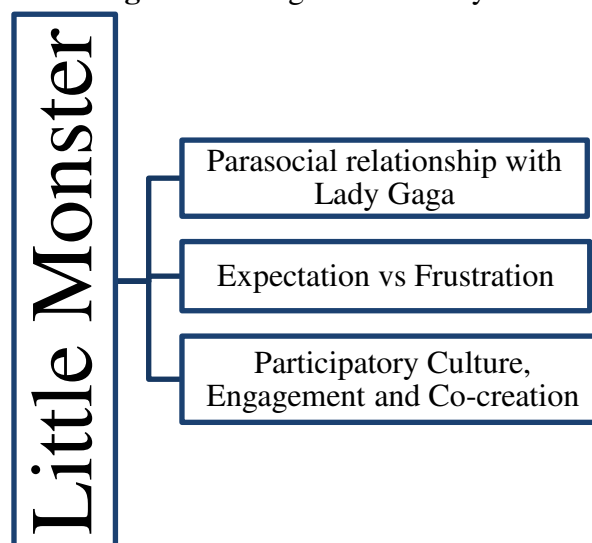 Little Monster
Parasocial relationship with
Lady Gaga
Expectation vs Frustration
Participatory Culture,
Engagement and Co-creation